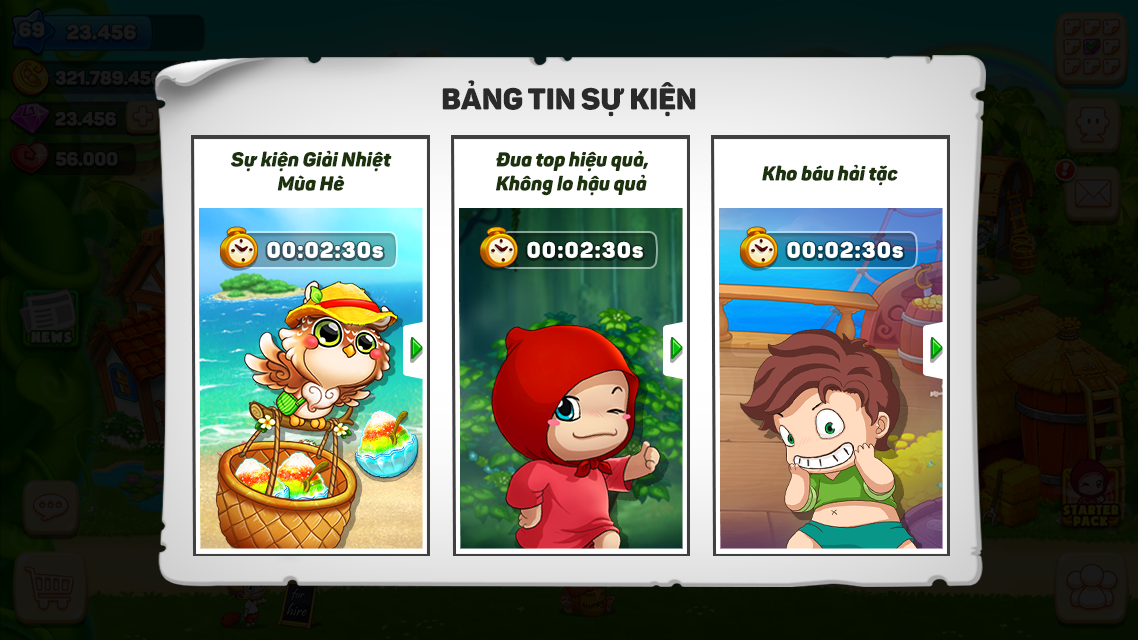 69
23.456
321.789.456
23.456
56.000
BẢNG TIN SỰ KIỆN
Sự kiện Giải Nhiệt
Mùa Hè
Đua top hiệu quả,
Không lo hậu quả
Kho báu hải tặc
00:02:30s
00:02:30s
00:02:30s
NEWS
STARTER
PACK
for
hire